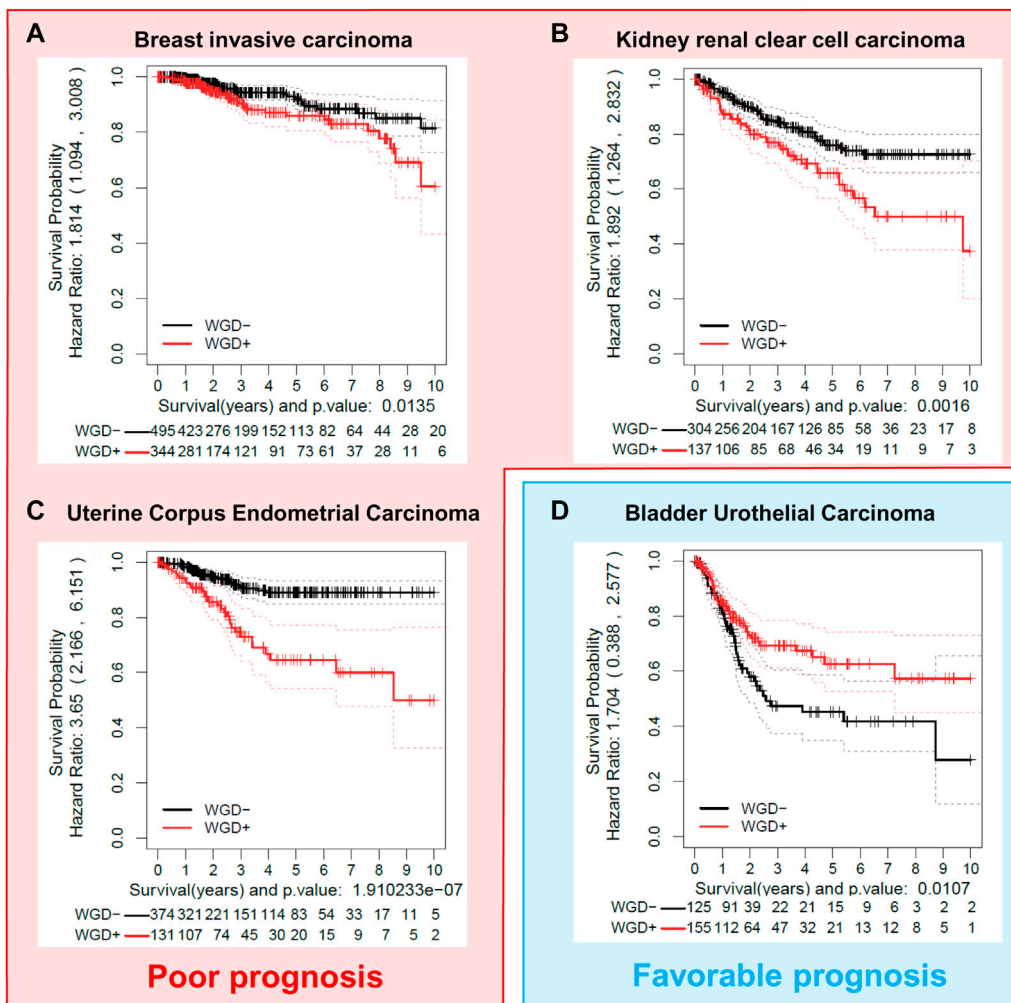 A
Breast invasive carcinoma
Survival Probability
Hazard Ratio: 1.814 ( 1.094 , 3.008 )
1.0
0.8
0.6
0.4
0.2
0.0
WGD−
WGD+
0 1 2 3 4 5 6 7 8 9 10
Survival(years) and p.value: 0.0135
WGD− 495 423 276 199 152 113 82 64 44 28 20
WGD+ 344 281 174 121 91 73 61 37 28 11 6
B
Kidney renal clear cell carcinoma
Survival Probability
Hazard Ratio: 1.892 ( 1.264 , 2.832 )
1.0
0.8
0.6
0.4
0.2
0.0
WGD−
WGD+
0 1 2 3 4 5 6 7 8 9 10
Survival(years) and p.value: 0.0016
WGD− 304 256 204 167 126 85 58 36 23 17 8
WGD+ 137 106 85 68 46 34 19 11 9 7 3
C
Uterine Corpus Endometrial Carcinoma
Survival Probability
Hazard Ratio: 3.65 ( 2.166 , 6.151 )
1.0
0.8
0.6
0.4
0.2
0.0
WGD−
WGD+
0 1 2 3 4 5 6 7 8 9 10
Survival(years) and p.value: 1.910233e−07
WGD− 374 321 221 151 114 83 54 33 17 11 5
WGD+ 131 107 74 45 30 20 15 9 7 5 2
Poor prognosis
D
Bladder Urothelial Carcinoma
Survival Probability
Hazard Ratio: 1.704 ( 0.388 , 2.577 )
1.0
0.8
0.6
0.4
0.2
0.0
WGD−
WGD+
0 1 2 3 4 5 6 7 8 9 10
Survival(years) and p.value: 0.0107
WGD− 125 91 39 22 21 15 9 6 3 2 2
WGD+ 155 112 64 47 32 21 13 12 8 5 1
Favorable prognosis